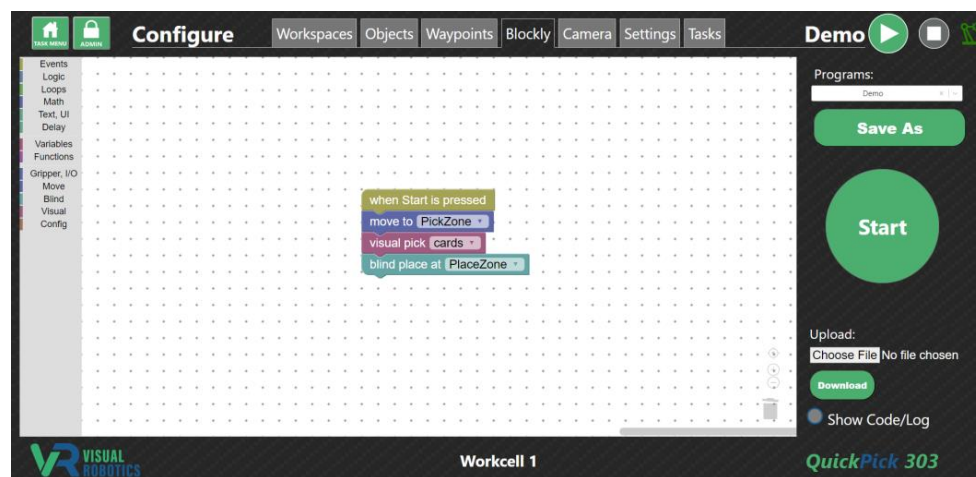 TASK MENU
ADMIN
Configure
Workspaces
Objects
Waypoints
Blockly
Camera
Settings
Tasks
Demo
Events
Logic
Loops
Math
Text, UI
Delay
Variables
Functions
Gripper, I/O
Move
Blind
Visual
Config
when Start is pressed
move to PickZone
visual pick cards
blind place at PlaceZone
Programs:
Demo
Save As
Start
Upload:
Choose File No file chosen
Download
Show Code/Log
VR VISUAL
ROBOTICS
Workcell 1
QuickPick 303